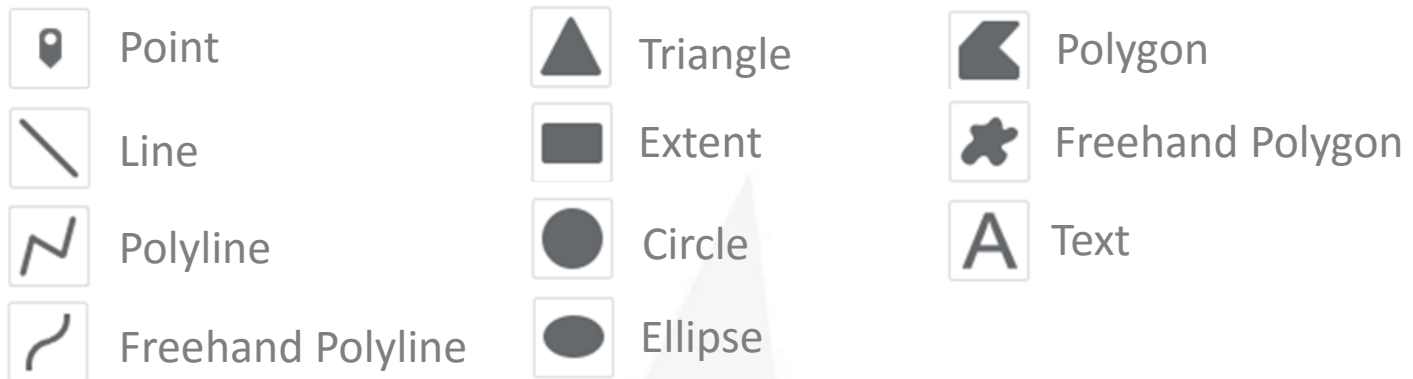 Point
Line
Polyline
Freehand Polyline
Triangle
Extent
Circle
Ellipse
Polygon
Freehand Polygon
A Text